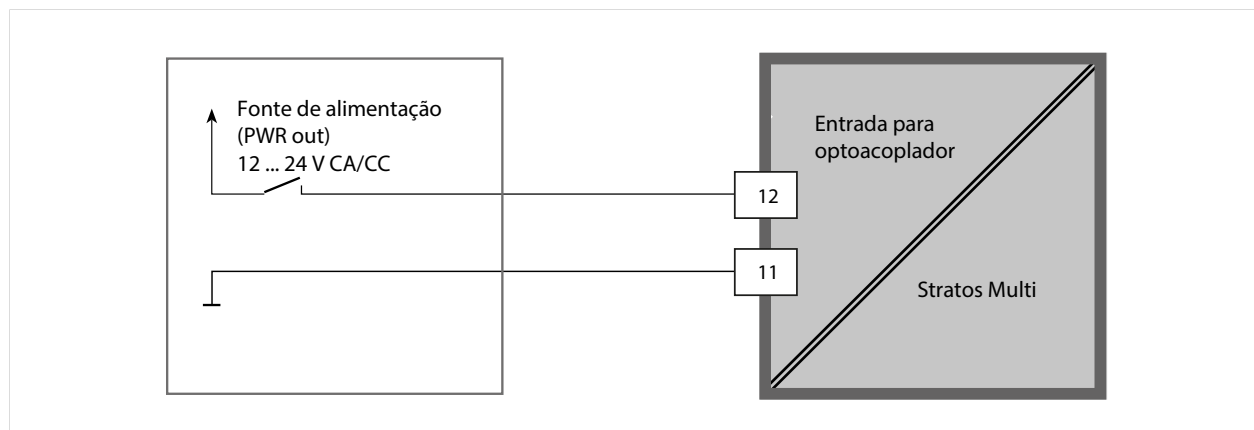 Fonte de alimentação
(PWR out)
12 ... 24 V CA/CC
Entrada para
optoacoplador
12
11
Stratos Multi